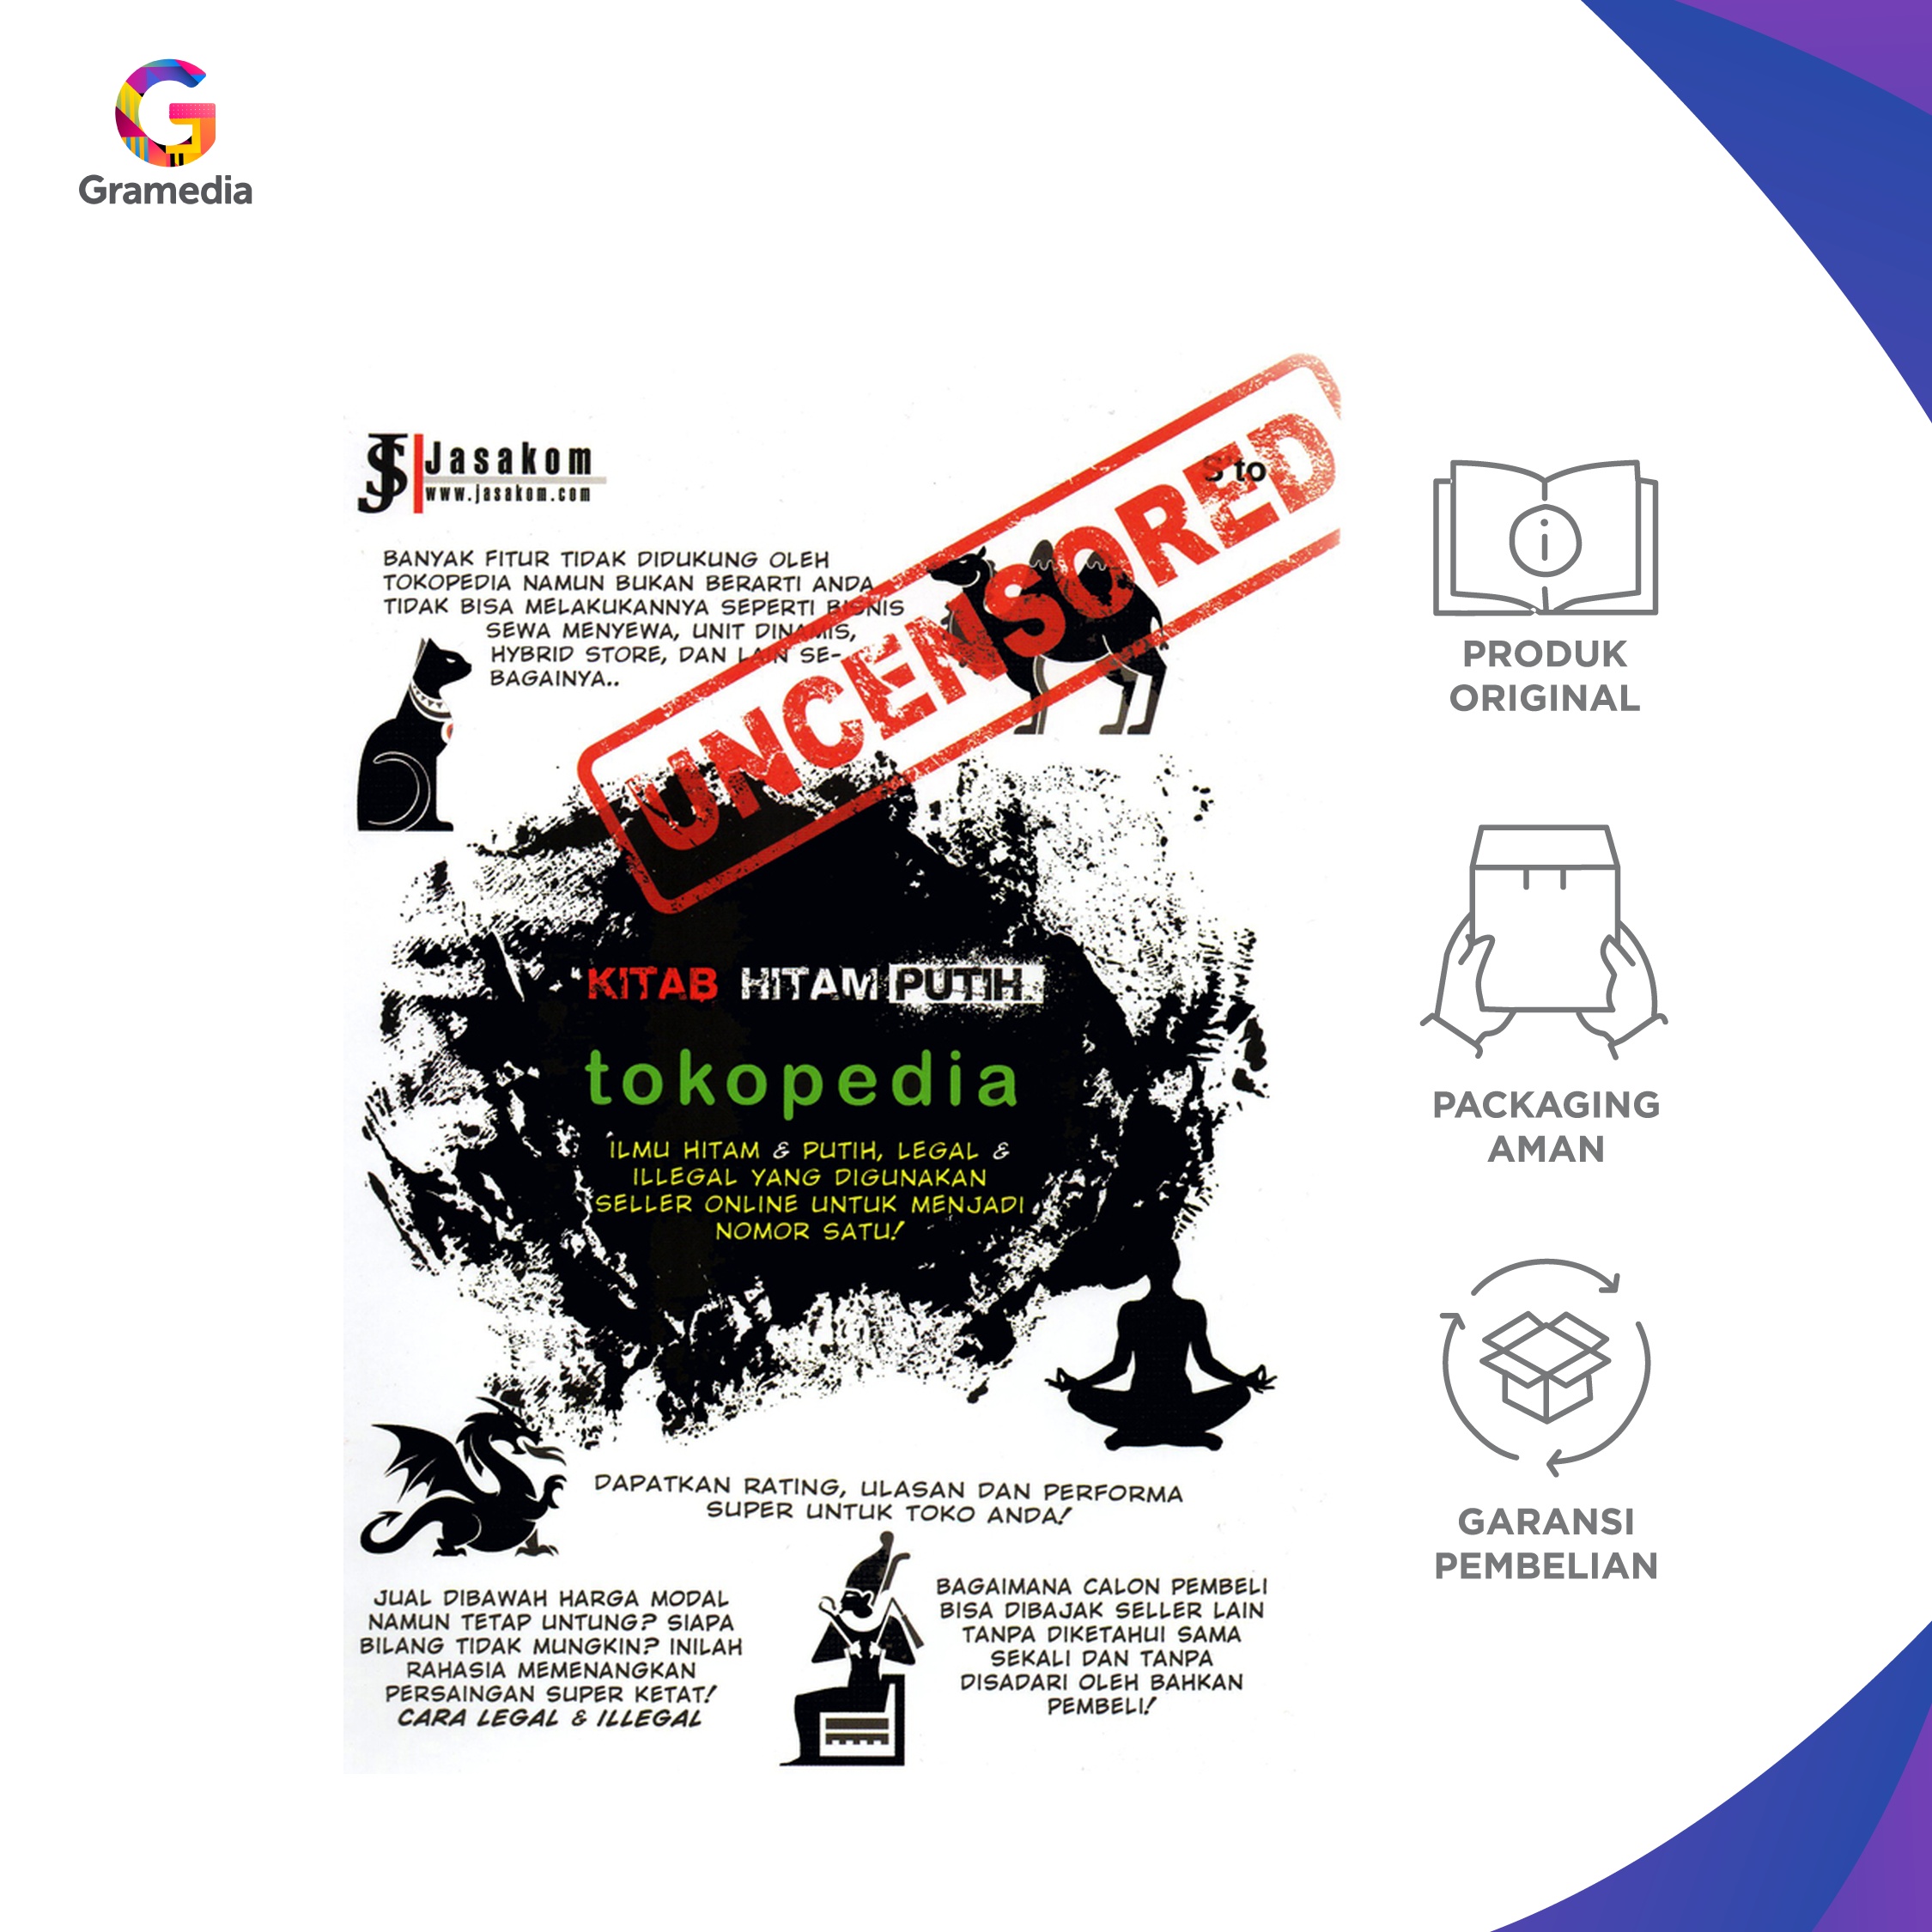 Gramedia
Jasakom
www.jasakom.com
S'to
UNCENSORED
BANYAK FITUR TIDAK DIDUKUNG OLEH
TOKOPEDIA NAMUN BUKAN BERARTI ANDA
TIDAK BISA MELAKUKANNYA SEPERTI BISNIS
SEWA MENYEWA, UNIT DINAMIS,
HYBRID STORE, DAN LAIN SE-
BAGAINYA..
KITAB HITAM PUTIH
tokopedia
ILMU HITAM & PUTIH, LEGAL &
ILLEGAL YANG DIGUNAKAN
SELLER ONLINE UNTUK MENJADI
NOMOR SATU!
DAPATKAN RATING, ULASAN DAN PERFORMA
SUPER UNTUK TOKO ANDA!
JUAL DIBAWAH HARGA MODAL
NAMUN TETAP UNTUNG? SIAPA
BILANG TIDAK MUNGKIN? INILAH
RAHASIA MEMENANGKAN
PERSAINGAN SUPER KETAT!
CARA LEGAL & ILLEGAL
BAGAIMANA CALON PEMBELI
BISA DIBAJAK SELLER LAIN
TANPA DIKETAHUI SAMA
SEKALI DAN TANPA
DISADARI OLEH BAHKAN
PEMBELI!
PRODUK
ORIGINAL
PACKAGING
AMAN
GARANSI
PEMBELIAN